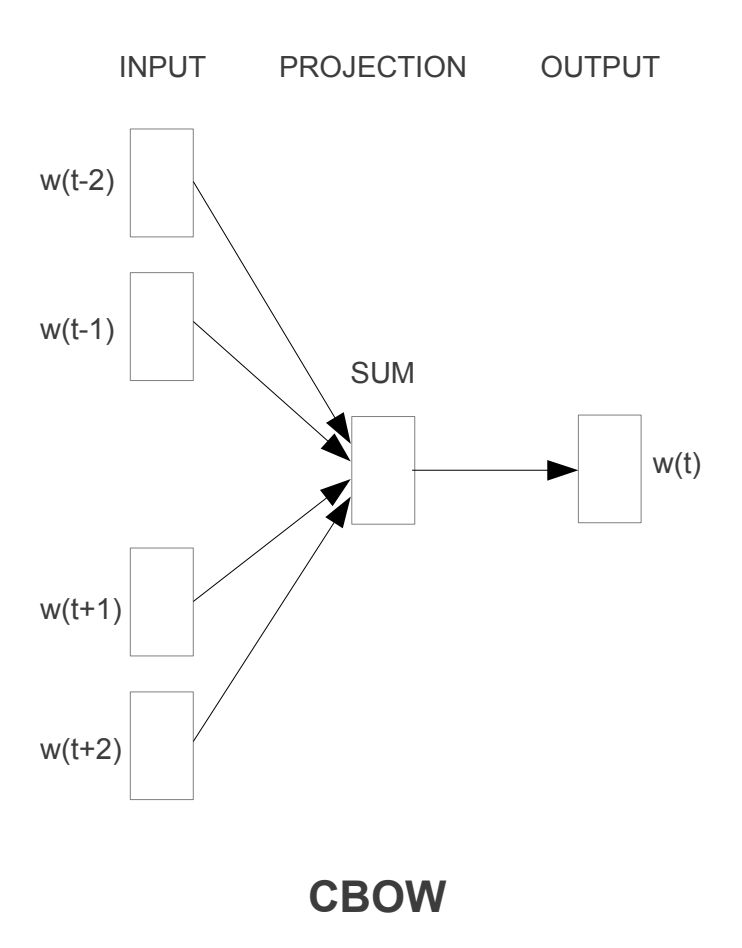 INPUT PROJECTION OUTPUT
w(t-2)
w(t-1)
SUM
w(t)
w(t+1)
w(t+2)
CBOW